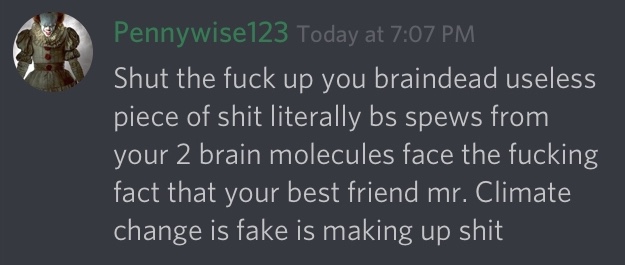 Pennywise123 Today at 7:07 PM
Shut the fuck up you braindead useless
piece of shit literally bs spews from
your 2 brain molecules face the fucking
fact that your best friend mr. Climate
change is fake is making up shit